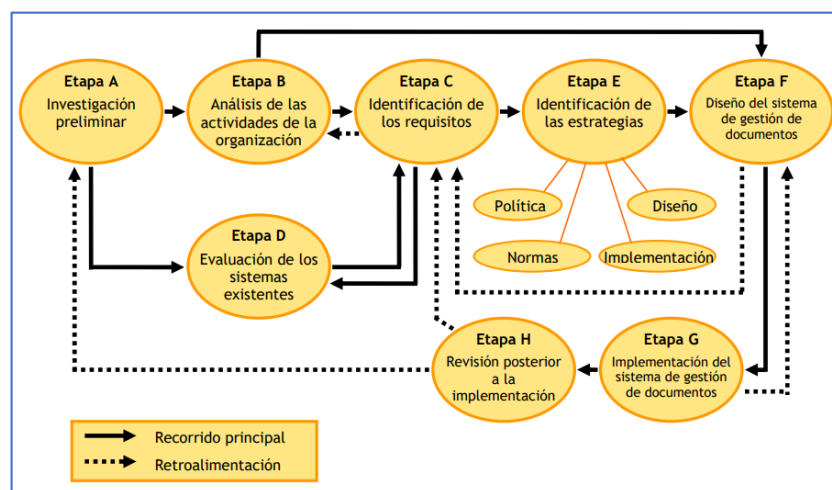 Etapa A
Investigación
preliminar
Etapa B
Análisis de las
actividades de la
organización
Etapa C
Identificación de
los requisitos
Etapa E
Identificación de
las estrategias
Etapa F
Diseño del sistema
de gestión de
documentos
Política
Diseño
Normas
Implementación
Etapa D
Evaluación de los
sistemas
existentes
Etapa H
Revisión posterior
a la
implementación
Etapa G
Implementación del
sistema de gestión
de documentos
Recorrido principal
Retroalimentación